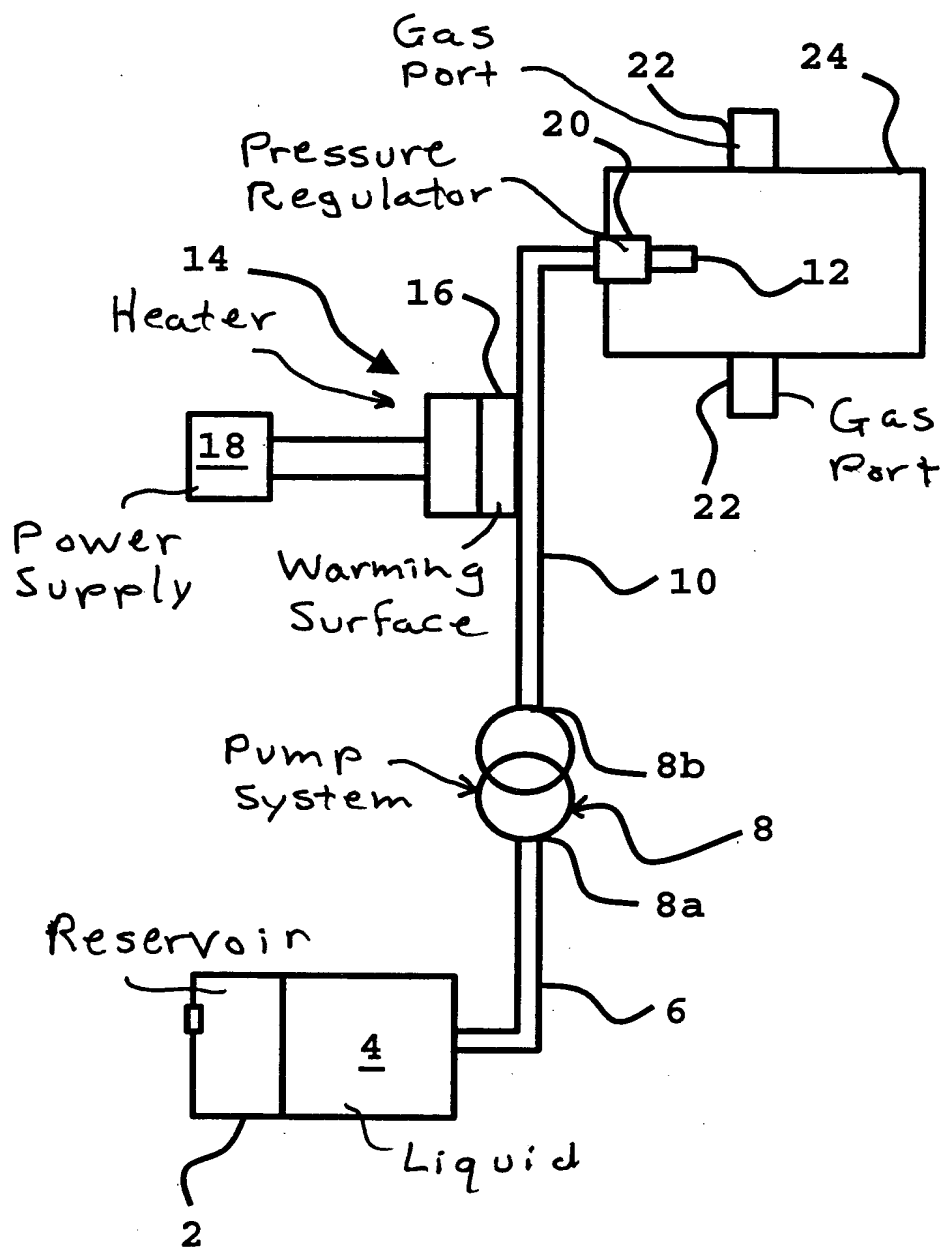 Gas
Port
22
24
20
Pressure
Regulator
14
16
12
Heater
18
Gas
Port
22
Power
Supply
Warming
Surface
10
Pump
System
8b
8
8a
Reservoir
6
4
Liquid
2